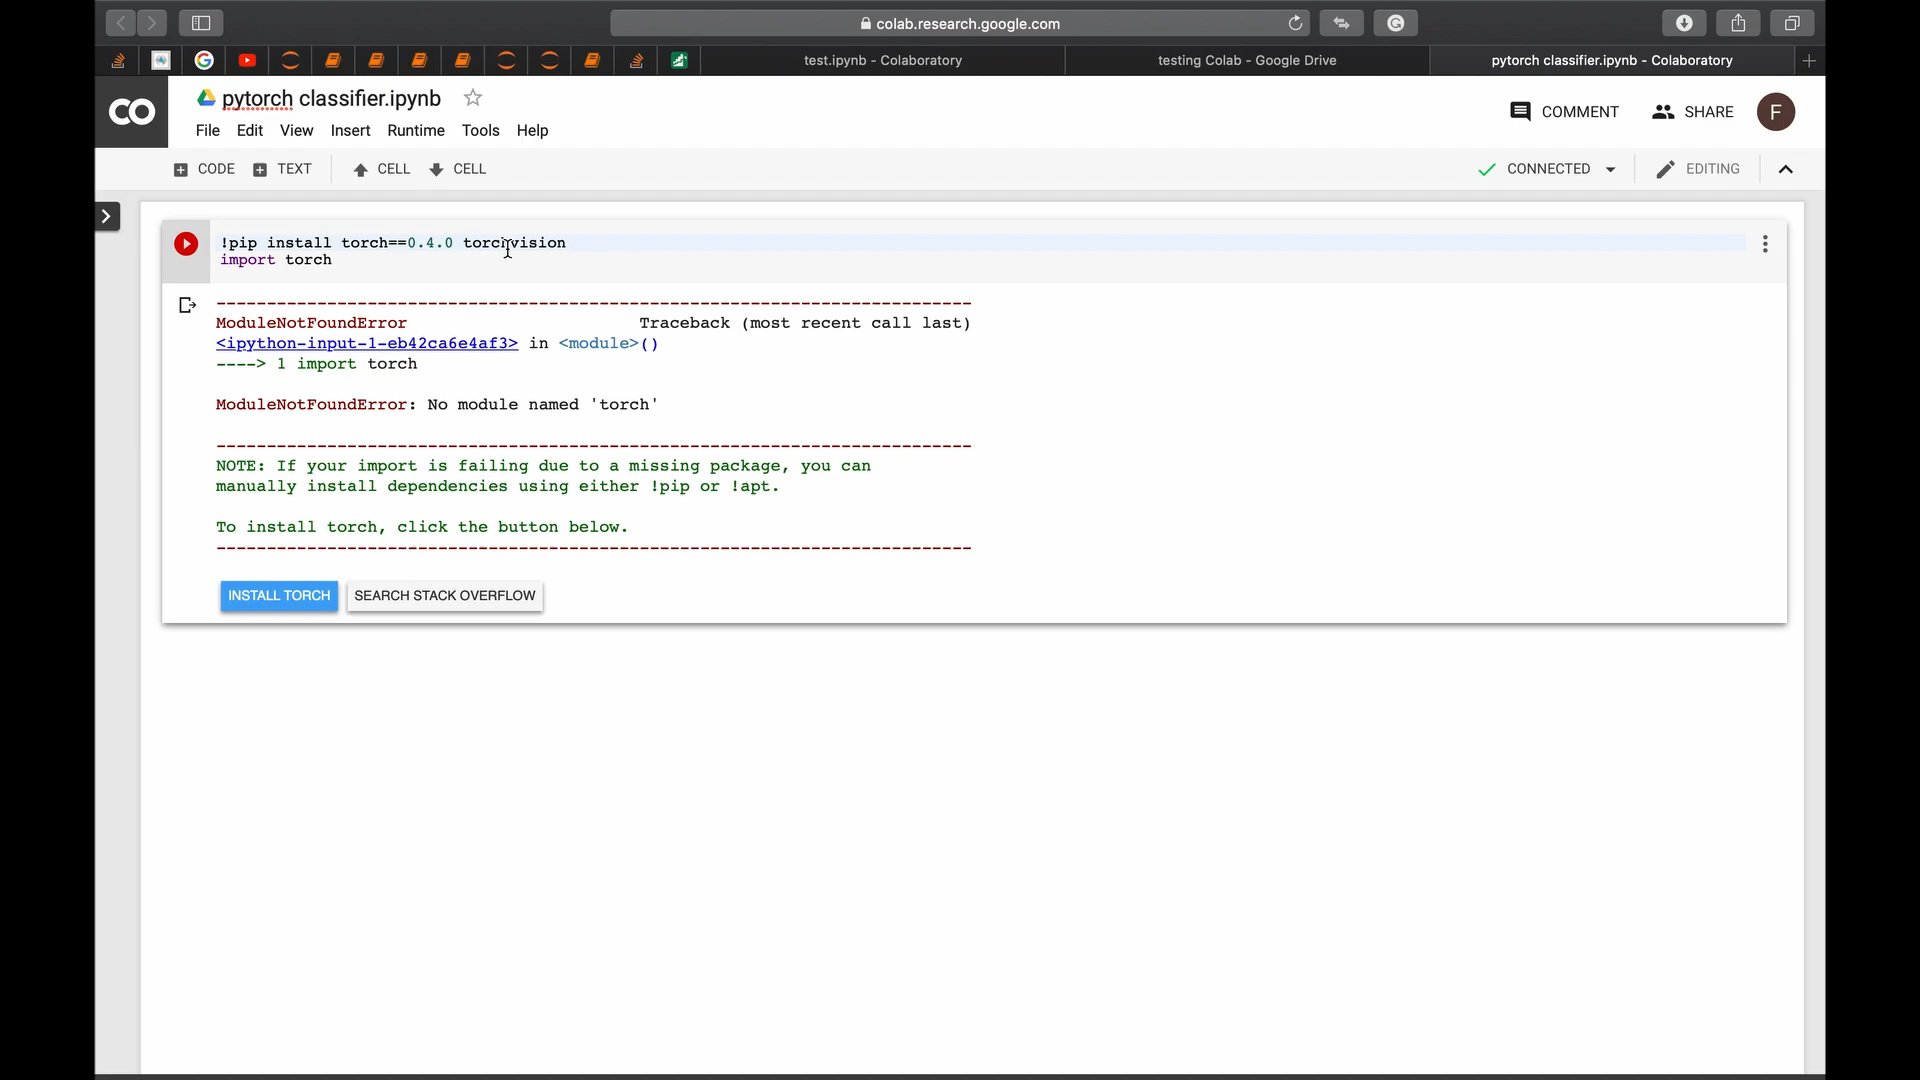 colab.research.google.com
test.ipynb - Colaboratory
testing Colab - Google Drive
pytorch classifier.ipynb - Colaboratory
CO
pytorch classifier.ipynb
COMMENT
SHARE
F
File Edit View Insert Runtime Tools Help
CODE TEXT CELL CELL
CONNECTED
EDITING
!pip install torch==0.4.0 torchvision
import torch
---------------------------------------------------------------------------
ModuleNotFoundError Traceback (most recent call last)
<ipython-input-1-eb42ca6e4af3> in <module>()
----> 1 import torch
ModuleNotFoundError: No module named 'torch'
---------------------------------------------------------------------------
NOTE: If your import is failing due to a missing package, you can
manually install dependencies using either !pip or !apt.
To install torch, click the button below.
---------------------------------------------------------------------------
INSTALL TORCH SEARCH STACK OVERFLOW